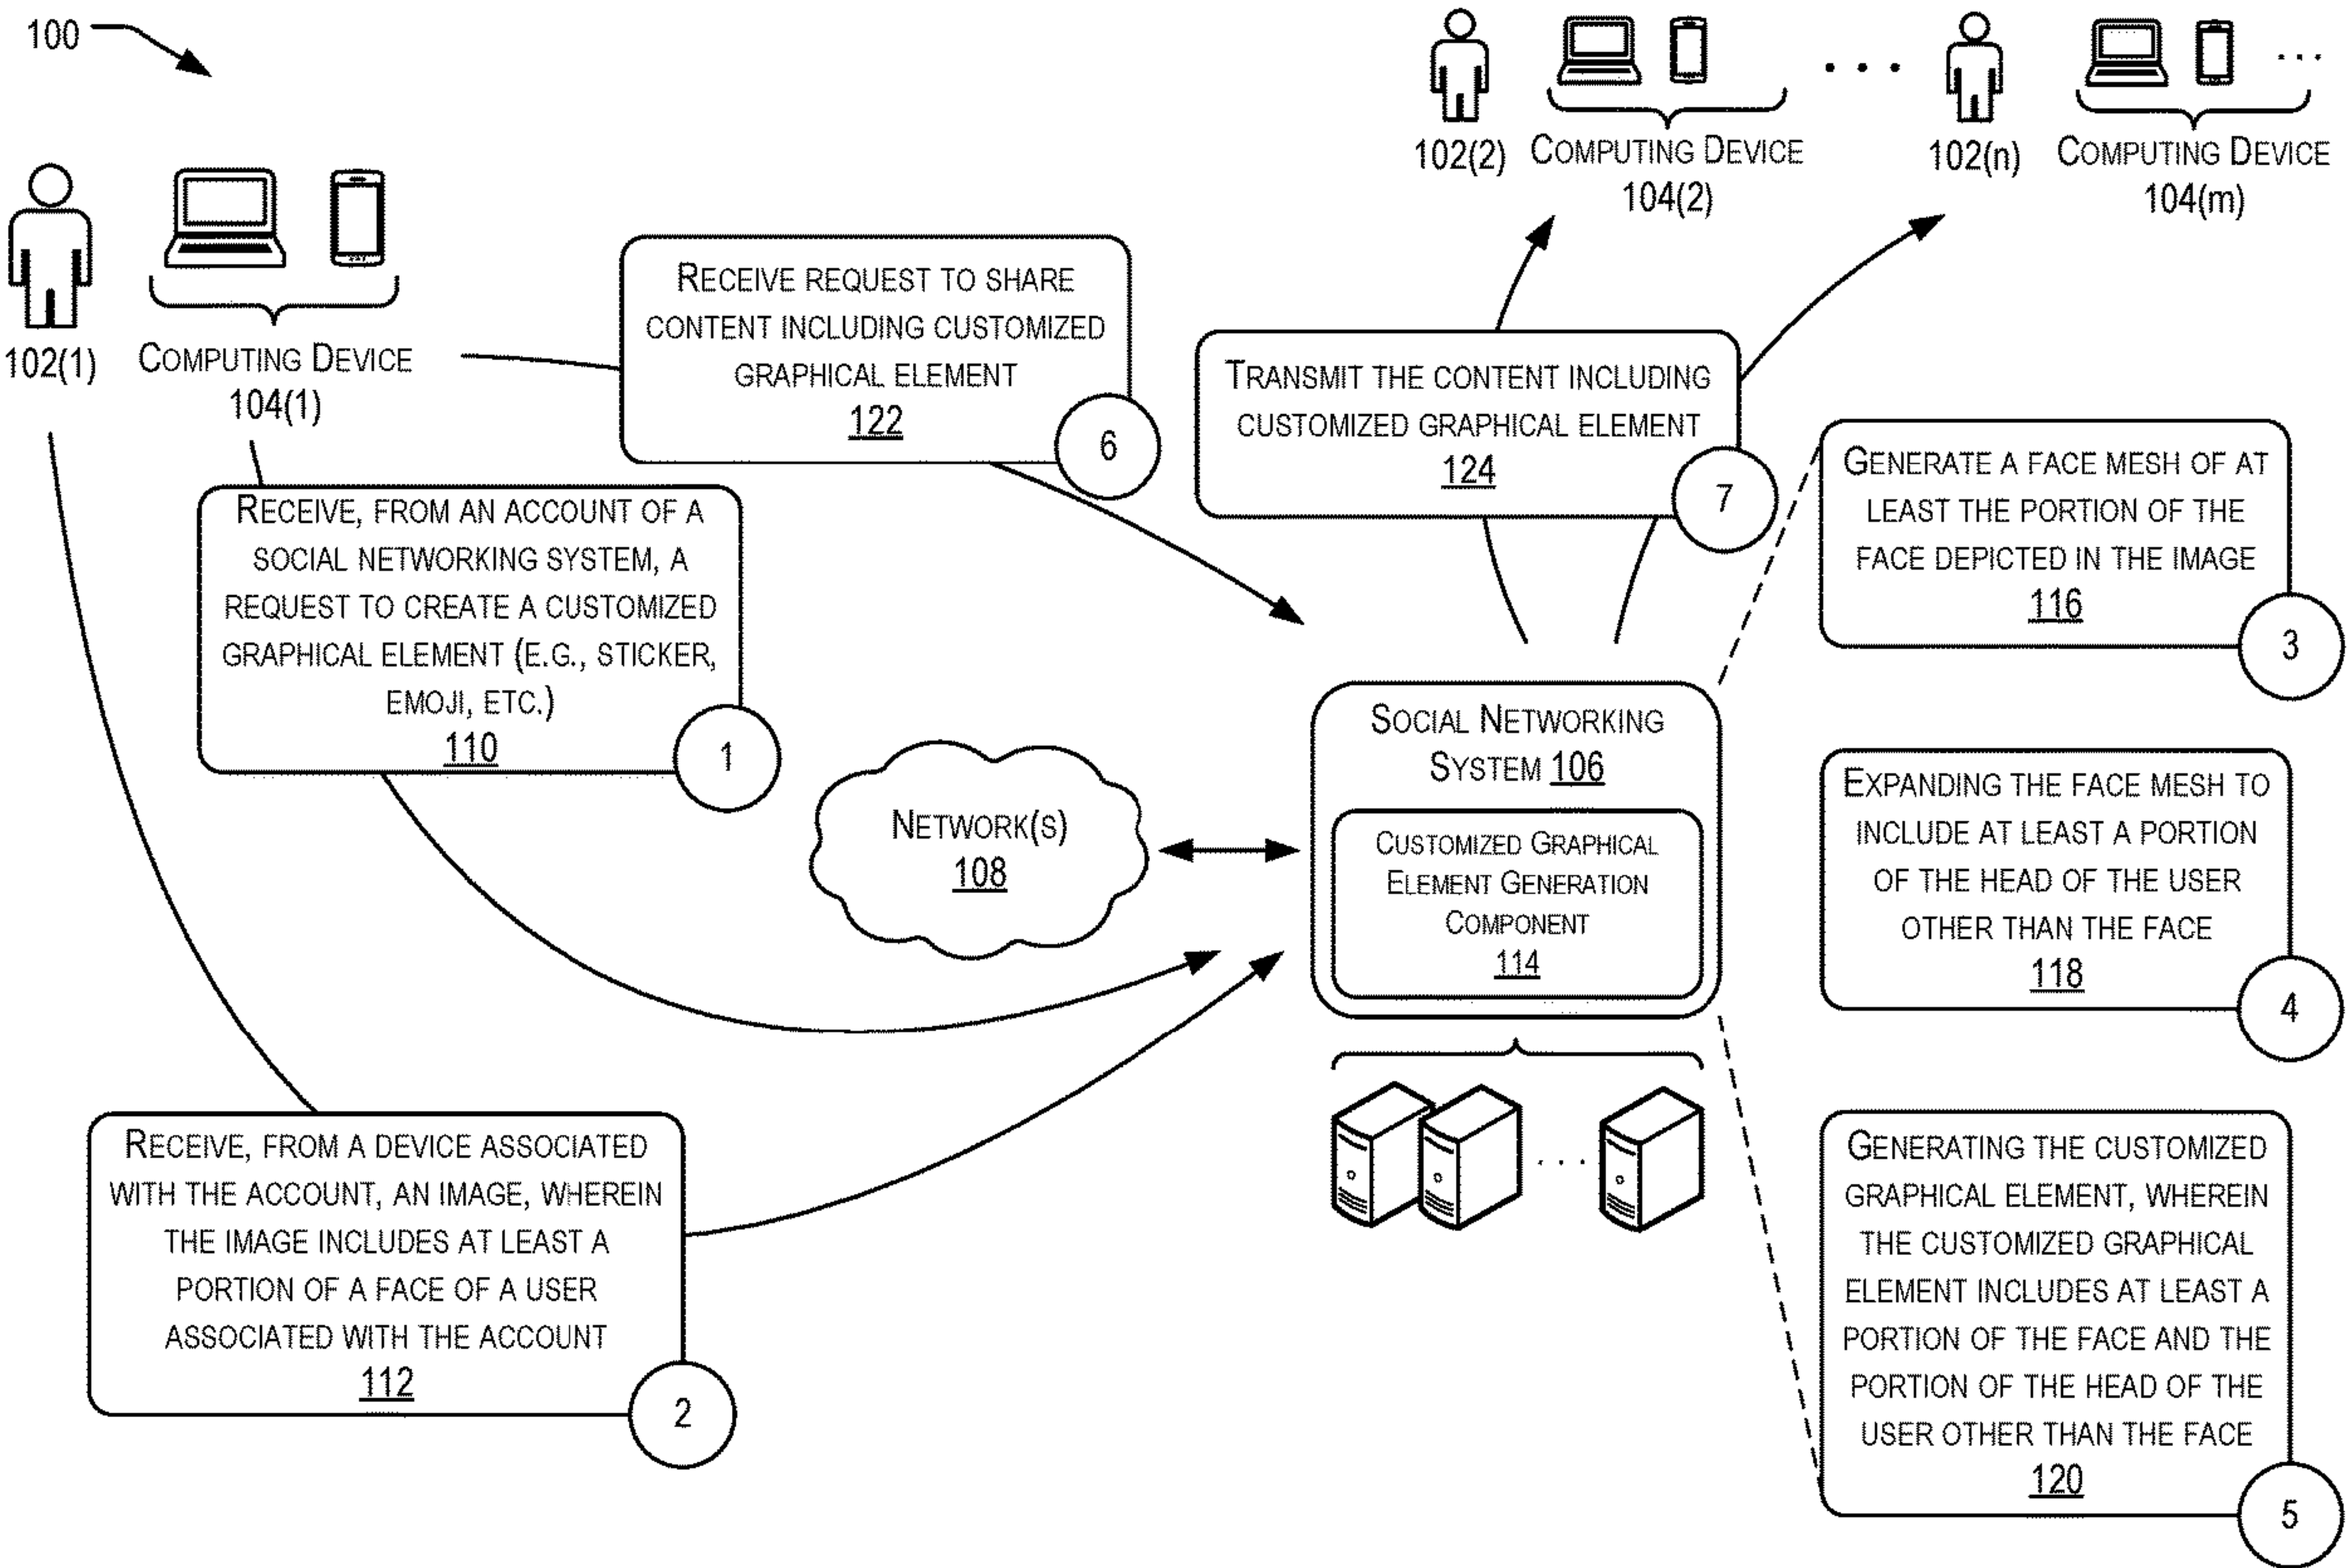 100
102(1)
COMPUTING DEVICE
104(1)
102(2)
COMPUTING DEVICE
104(2)
. . .
102(n)
COMPUTING DEVICE
104(m)
...
RECEIVE REQUEST TO SHARE
CONTENT INCLUDING CUSTOMIZED
GRAPHICAL ELEMENT
122
6
TRANSMIT THE CONTENT INCLUDING
CUSTOMIZED GRAPHICAL ELEMENT
124
7
RECEIVE, FROM AN ACCOUNT OF A
SOCIAL NETWORKING SYSTEM, A
REQUEST TO CREATE A CUSTOMIZED
GRAPHICAL ELEMENT (E.G., STICKER,
EMOJI, ETC.)
110
1
GENERATE A FACE MESH OF AT
LEAST THE PORTION OF THE
FACE DEPICTED IN THE IMAGE
116
3
NETWORK(S)
108
SOCIAL NETWORKING
SYSTEM 106
CUSTOMIZED GRAPHICAL
ELEMENT GENERATION
COMPONENT
114
. . .
EXPANDING THE FACE MESH TO
INCLUDE AT LEAST A PORTION
OF THE HEAD OF THE USER
OTHER THAN THE FACE
118
4
RECEIVE, FROM A DEVICE ASSOCIATED
WITH THE ACCOUNT, AN IMAGE, WHEREIN
THE IMAGE INCLUDES AT LEAST A
PORTION OF A FACE OF A USER
ASSOCIATED WITH THE ACCOUNT
112
2
GENERATING THE CUSTOMIZED
GRAPHICAL ELEMENT, WHEREIN
THE CUSTOMIZED GRAPHICAL
ELEMENT INCLUDES AT LEAST A
PORTION OF THE FACE AND THE
PORTION OF THE HEAD OF THE
USER OTHER THAN THE FACE
120
5